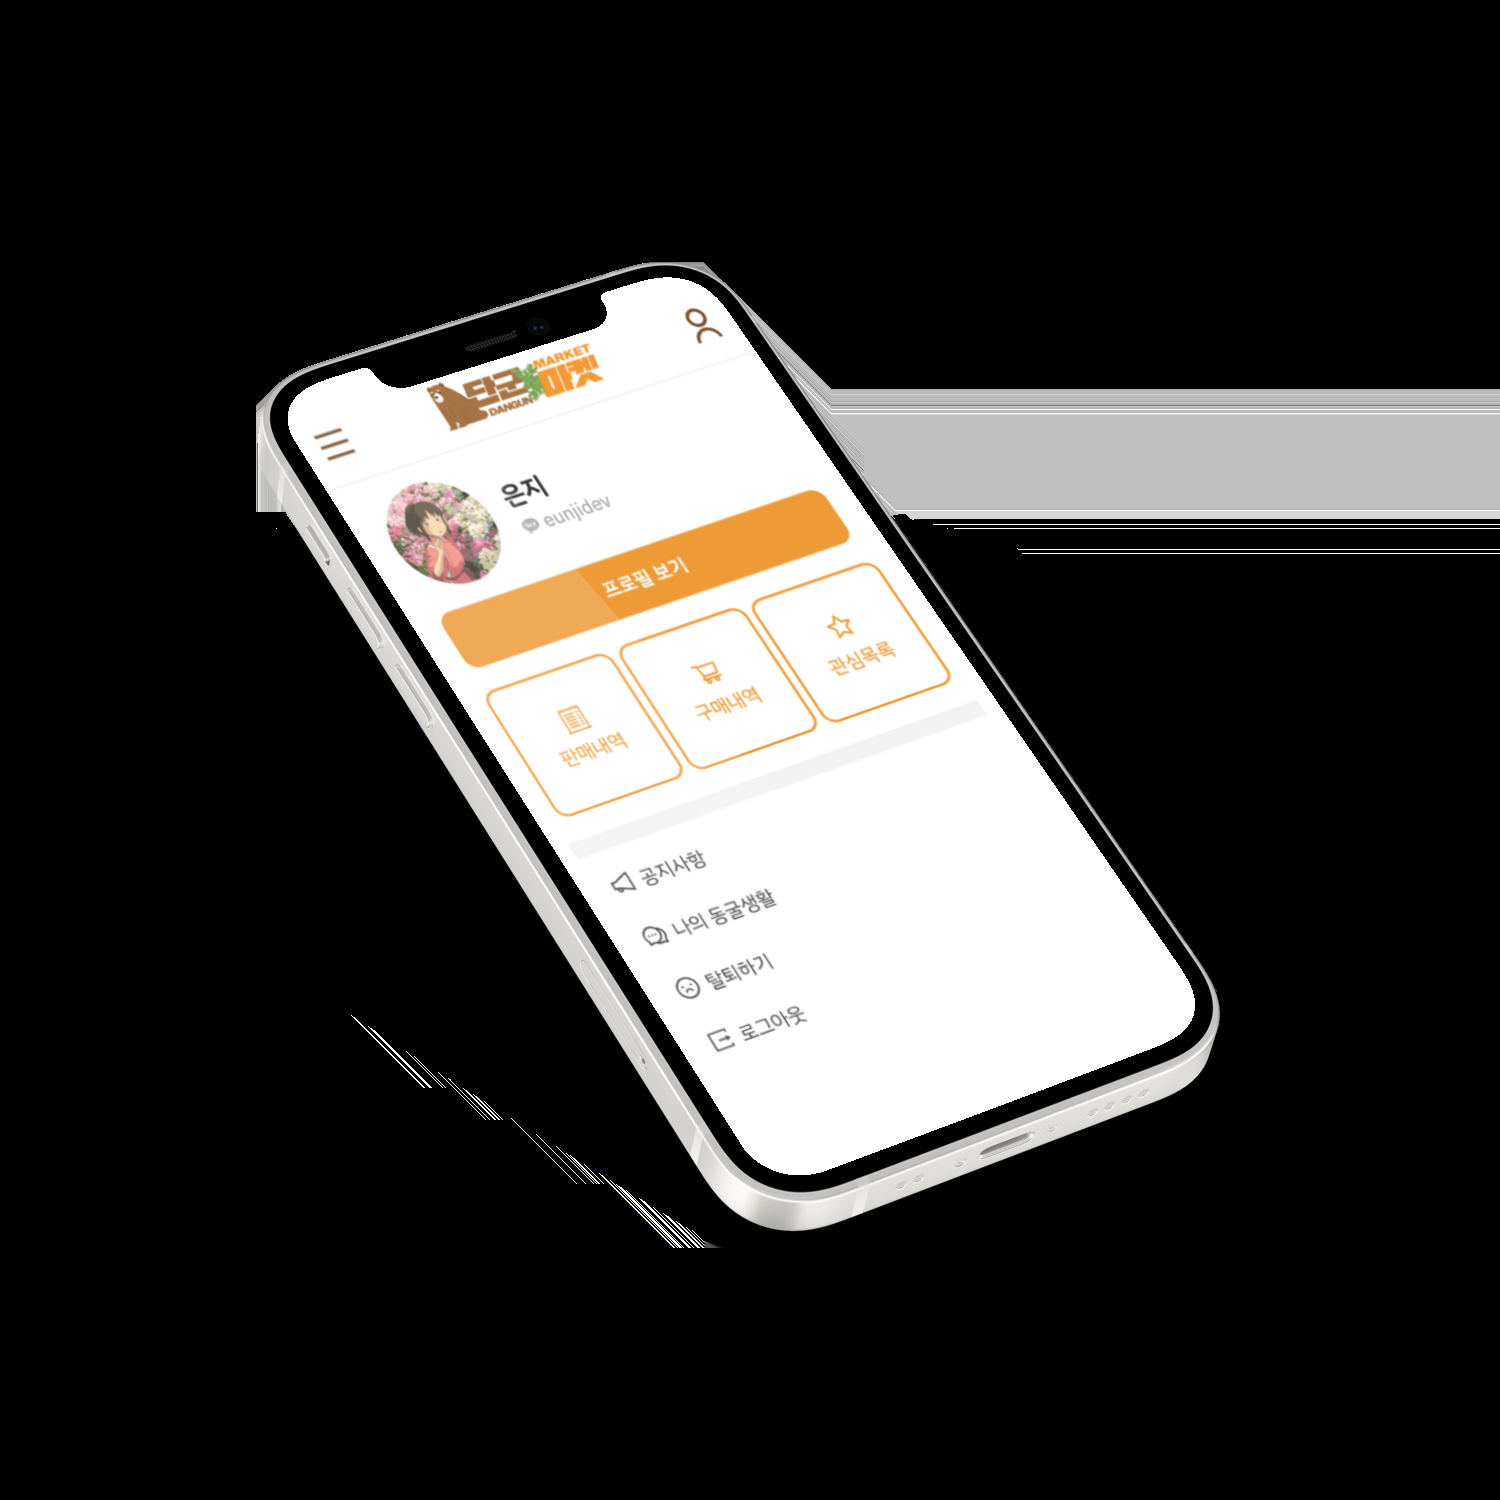 단군마켓
MARKET
DANGUN
은지
eunjidev
프로필 보기
판매내역
구매내역
관심목록
공지사항
나의 동굴생활
탈퇴하기
로그아웃